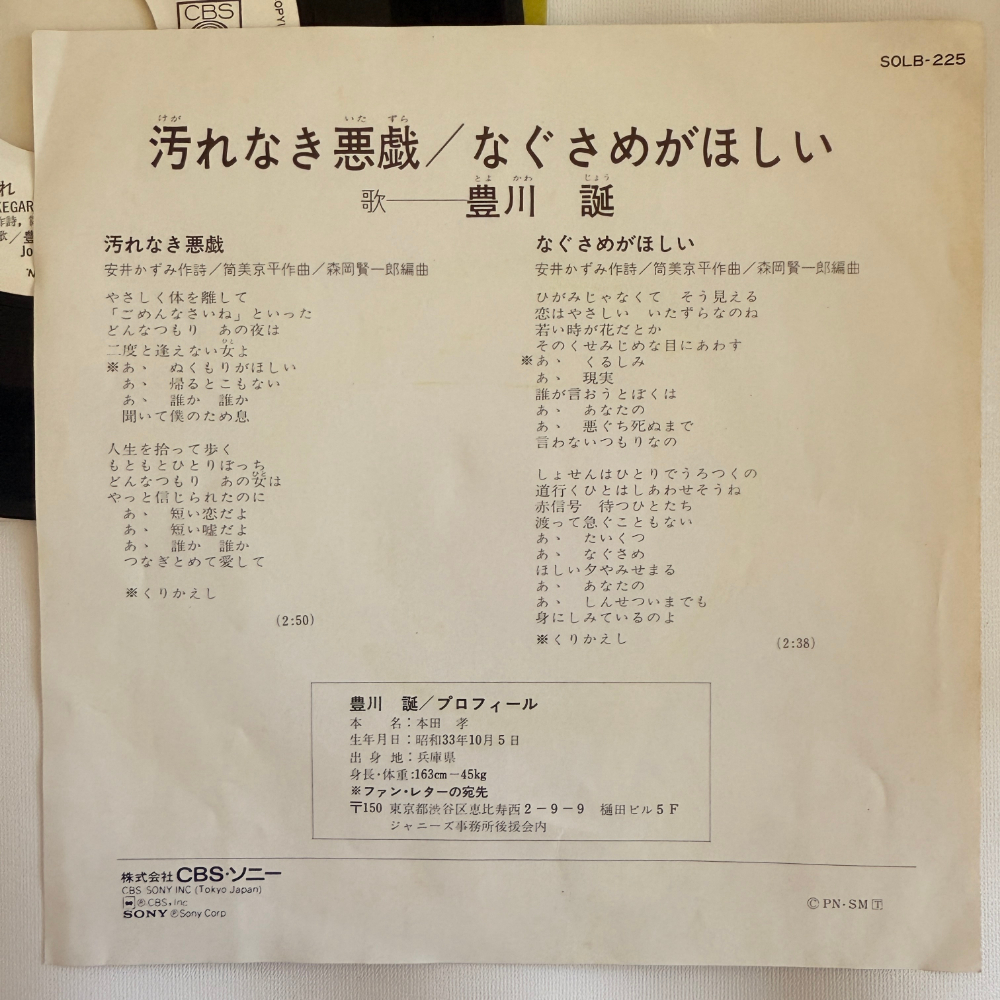 CBS
COPY
れ
KEGAR
作詩,
歌／豊
Jo
SOLB-225
けが いた ずら
汚れなき悪戯／なぐさめがほしい
とよ かわ じょう
歌――豊川 誕
汚れなき悪戯
安井かずみ作詩／筒美京平作曲／森岡賢一郎編曲
やさしく体を離して
「ごめんなさいね」といった
どんなつもり あの夜は
ひと
二度と逢えない女よ
※あゝ ぬくもりがほしい
あゝ 帰るとこもない
あゝ 誰か 誰か
聞いて僕のため息
人生を拾って歩く
もともとひとりぼっち
ひと
どんなつもり あの女は
やっと信じられたのに
あゝ 短い恋だよ
あゝ 短い嘘だよ
あゝ 誰か 誰か
つなぎとめて愛して
※くりかえし
(2:50)
なぐさめがほしい
安井かずみ作詩／筒美京平作曲／森岡賢一郎編曲
ひがみじゃなくて そう見える
恋はやさしい いたずらなのね
若い時が花だとか
そのくせみじめな目にあわす
※あゝ くるしみ
あゝ 現実
誰が言おうとぼくは
あゝ あなたの
あゝ 悪ぐち死ぬまで
言わないつもりなの
しょせんはひとりでうろつくの
道行くひとはしあわせそうね
赤信号 待つひとたち
渡って急ぐこともない
あゝ たいくつ
あゝ なぐさめ
ほしい夕やみせまる
あゝ あなたの
あゝ しんせついまでも
身にしみているのよ
※くりかえし
(2:38)
豊川 誕／プロフィール
本 名：本田 孝
生年月日：昭和33年10月5日
出身地：兵庫県
身長・体重：163cm－45kg
※ファン・レターの宛先
〒150 東京都渋谷区恵比寿西2－9－9 樋田ビル5F
ジャニーズ事務所後援会内
株式会社CBS・ソニー
CBS SONY INC (Tokyo Japan)
®CBS, Inc
SONY ®Sony Corp
©PN・SM T